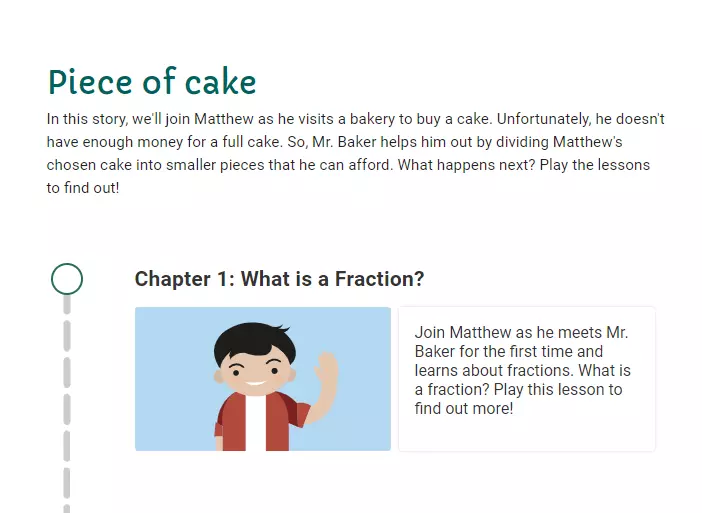 Piece of cake
In this story, we'll join Matthew as he visits a bakery to buy a cake. Unfortunately, he doesn't
have enough money for a full cake. So, Mr. Baker helps him out by dividing Matthew's
chosen cake into smaller pieces that he can afford. What happens next? Play the lessons
to find out!
Chapter 1: What is a Fraction?
Join Matthew as he meets Mr.
Baker for the first time and
learns about fractions. What is
a fraction? Play this lesson to
find out more!